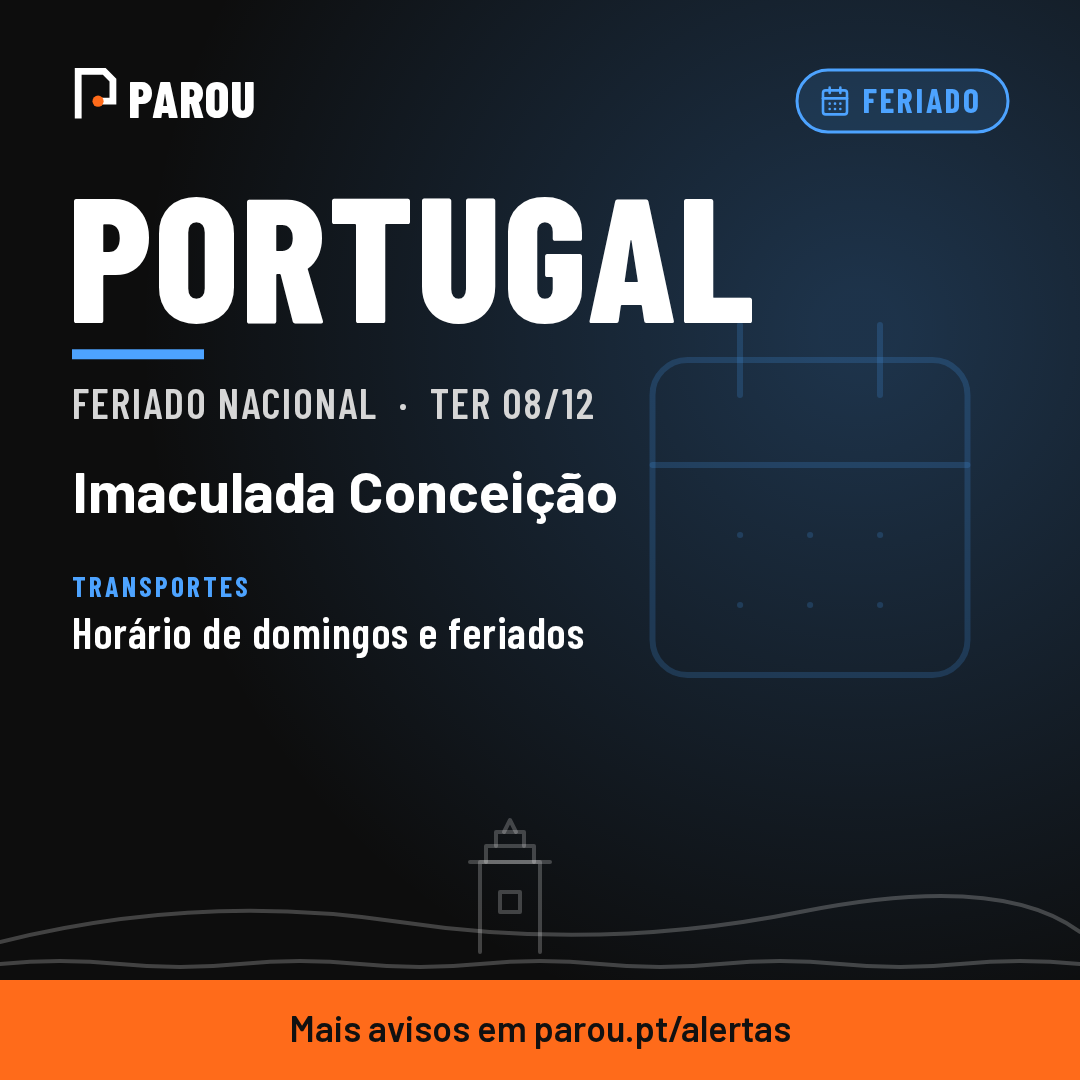 PAROU
FERIADO
PORTUGAL
FERIADO NACIONAL · TER 08/12
Imaculada Conceição
TRANSPORTES
Horário de domingos e feriados
Mais avisos em parou.pt/alertas